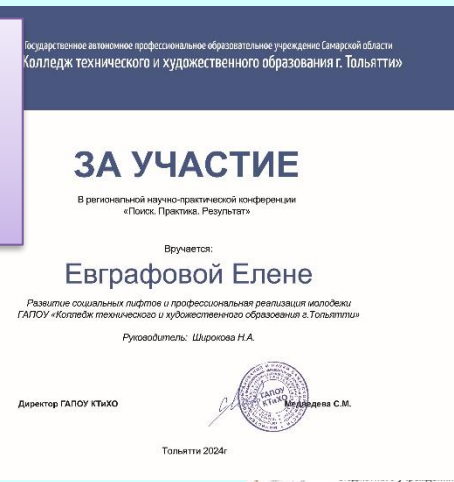 Государственное автономное профессиональное образовательное учреждение Самарской области
Колледж технического и художественного образования г. Тольятти»
ЗА УЧАСТИЕ
В региональной научно-практической конференции
«Поиск. Практика. Результат»
Вручается:
Евграфовой Елене
Развитие социальных лифтов и профессиональная реализация молодежи
ГАПОУ «Колледж технического и художественного образования г.Тольятти»
Руководитель: Широкова Н.А.
Директор ГАПОУ КТиХО
ГАПОУ
КТиХО
Медведева С.М.
Тольятти 2024г